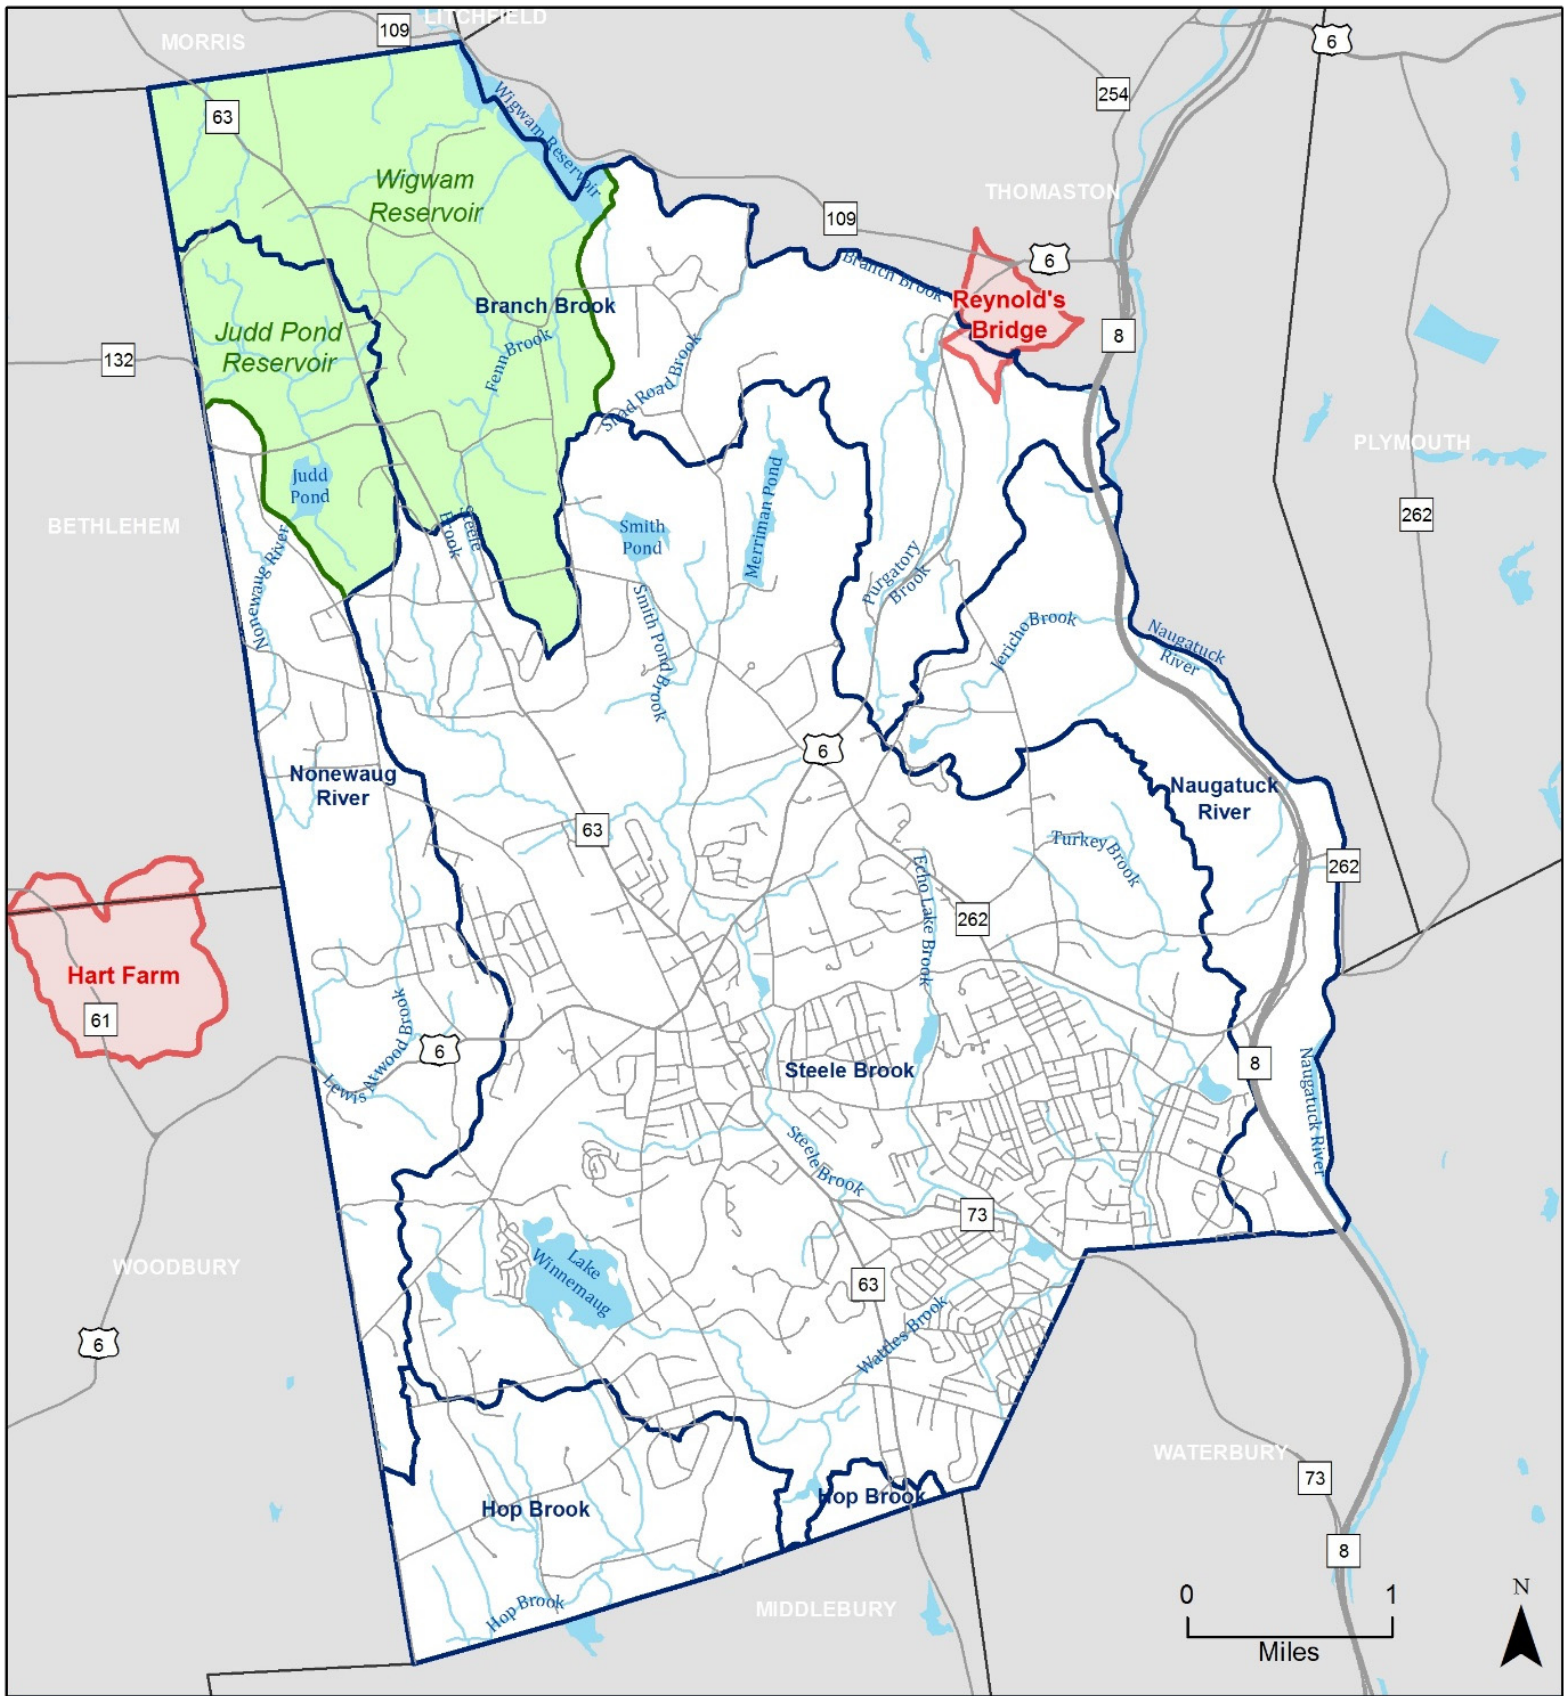 LITCHFIELD
109
MORRIS
6
254
63
Wigwam Reservoir
Wigwam
Reservoir
THOMASTON
109
6
Branch Brook
Reynold's
Bridge
Branch Brook
8
Judd Pond
Reservoir
132
Fenn Brook
Shad Road Brook
PLYMOUTH
Judd
Pond
Merriman Pond
262
BETHLEHEM
Steele
Brook
Smith
Pond
Nonewaug River
Purgatory
Brook
Smith Pond Brook
Jericho Brook
Naugatuck
River
6
Nonewaug
River
Naugatuck
River
63
Turkey Brook
262
Echo Lake Brook
262
Hart Farm
61
Lewis Atwood Brook
6
8
Steele Brook
Naugatuck River
Steele Brook
73
WOODBURY
Lake
Winnemaug
63
6
Wattles Brook
WATERBURY
73
Hop Brook
Hop Brook
8
Hop Brook
MIDDLEBURY
0 1
Miles
N